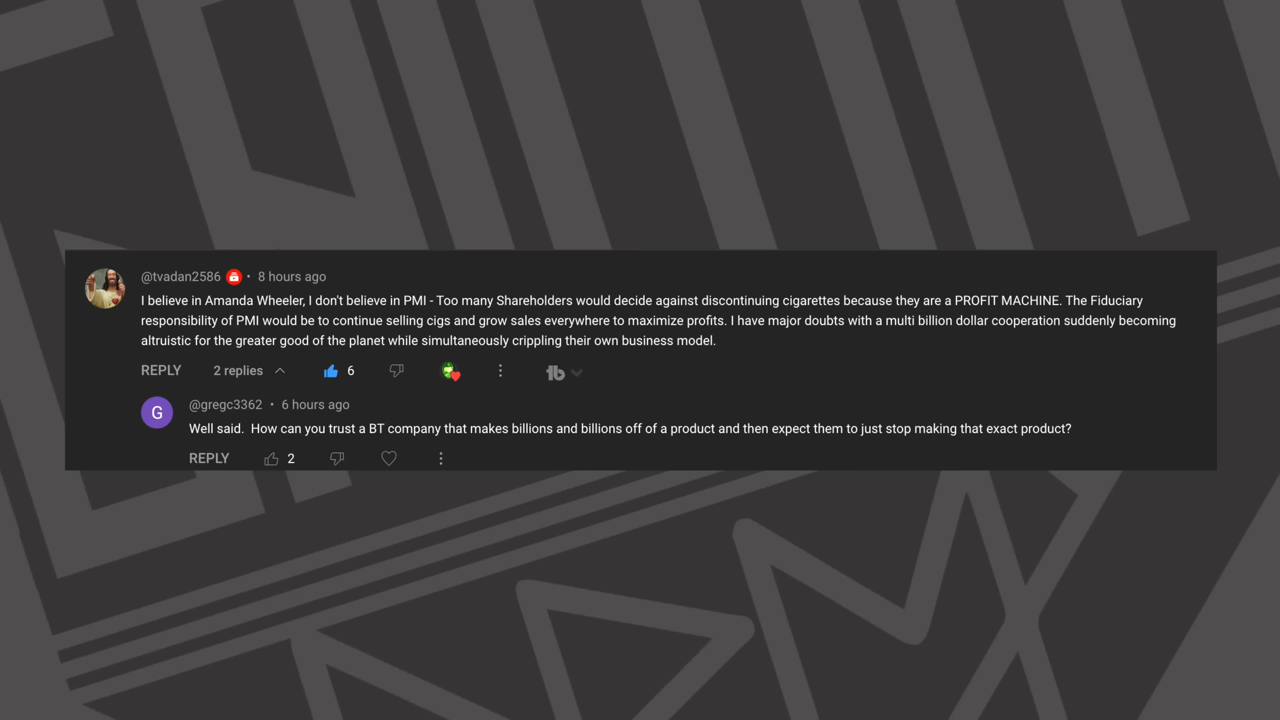 @tvadan2586 • 8 hours ago
I believe in Amanda Wheeler, I don't believe in PMI - Too many Shareholders would decide against discontinuing cigarettes because they are a PROFIT MACHINE. The Fiduciary
responsibility of PMI would be to continue selling cigs and grow sales everywhere to maximize profits. I have major doubts with a multi billion dollar cooperation suddenly becoming
altruistic for the greater good of the planet while simultaneously crippling their own business model.
REPLY 2 replies 6 1b
G @gregc3362 • 6 hours ago
Well said. How can you trust a BT company that makes billions and billions off of a product and then expect them to just stop making that exact product?
REPLY 2